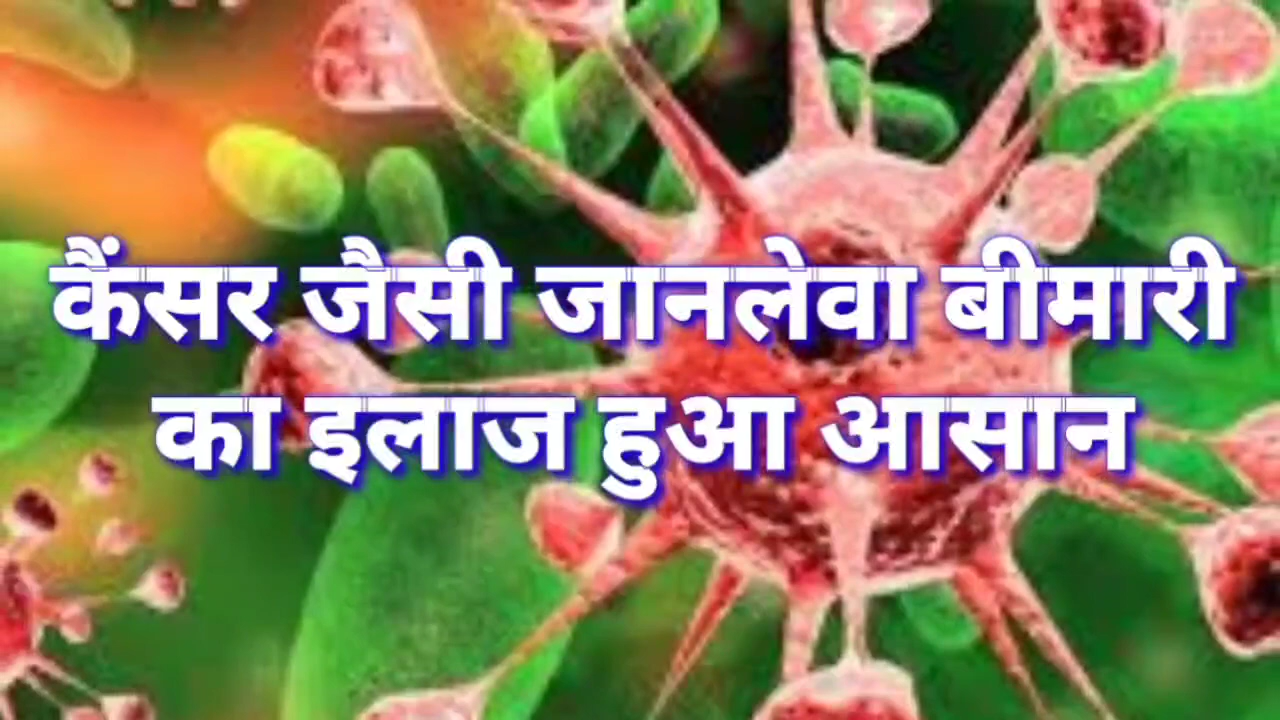 कैंसर जैसी जानलेवा बीमारी
का इलाज हुआ आसान